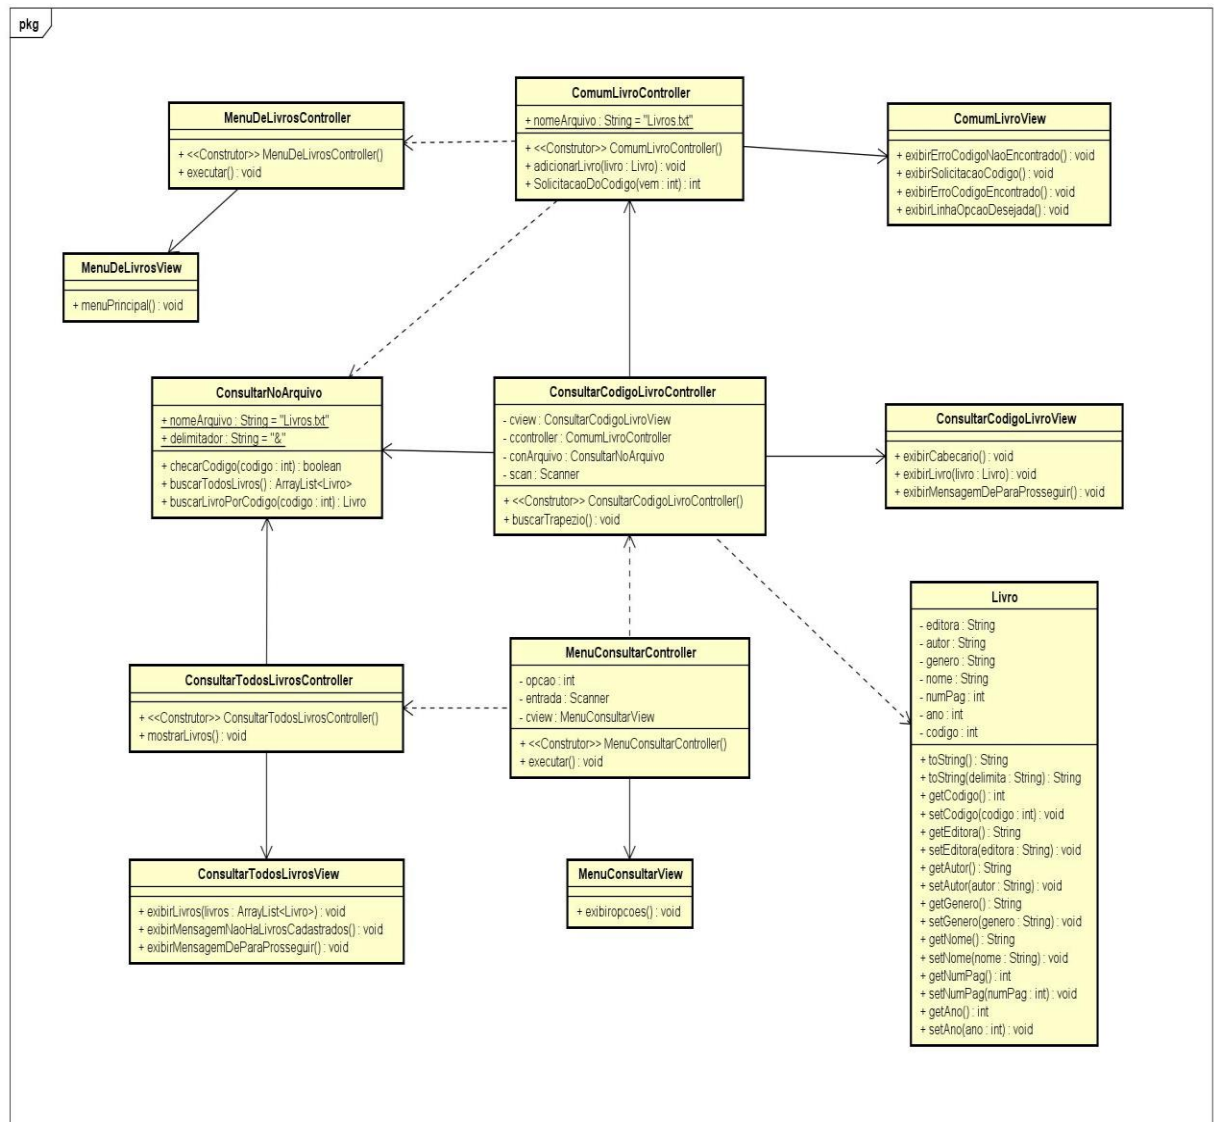 pkg
MenuDeLivrosController
+ <<Construtor>> MenuDeLivrosController()
+ executar() : void
ComumLivroController
+ nomeArquivo : String = "Livros.txt"
+ <<Construtor>> ComumLivroController()
+ adicionarLivro(livro : Livro) : void
+ SolicitacaoDoCodigo(vem : int) : int
ComumLivroView
+ exibirErroCodigoNaoEncontrado() : void
+ exibirSolicitacaoCodigo() : void
+ exibirErroCodigoEncontrado() : void
+ exibirLinhaOpcaoDesejada() : void
MenuDeLivrosView
+ menuPrincipal() : void
ConsultarNoArquivo
+ nomeArquivo : String = "Livros.txt"
+ delimitador : String = "&"
+ checarCodigo(codigo : int) : boolean
+ buscarTodosLivros() : ArrayList<Livro>
+ buscarLivroPorCodigo(codigo : int) : Livro
ConsultarCodigoLivroController
- cview : ConsultarCodigoLivroView
- ccontroller : ComumLivroController
- conArquivo : ConsultarNoArquivo
- scan : Scanner
+ <<Construtor>> ConsultarCodigoLivroController()
+ buscarTrapezio() : void
ConsultarCodigoLivroView
+ exibirCabecario() : void
+ exibirLivro(livro : Livro) : void
+ exibirMensagemDeParaProsseguir() : void
ConsultarTodosLivrosController
+ <<Construtor>> ConsultarTodosLivrosController()
+ mostrarLivros() : void
MenuConsultarController
- opcao : int
- entrada : Scanner
- cview : MenuConsultarView
+ <<Construtor>> MenuConsultarController()
+ executar() : void
Livro
- editora : String
- autor : String
- genero : String
- nome : String
- numPag : int
- ano : int
- codigo : int
+ toString() : String
+ toString(delimita : String) : String
+ getCodigo() : int
+ setCodigo(codigo : int) : void
+ getEditora() : String
+ setEditora(editora : String) : void
+ getAutor() : String
+ setAutor(autor : String) : void
+ getGenero() : String
+ setGenero(genero : String) : void
+ getNome() : String
+ setNome(nome : String) : void
+ getNumPag() : int
+ setNumPag(numPag : int) : void
+ getAno() : int
+ setAno(ano : int) : void
ConsultarTodosLivrosView
+ exibirLivros(livros : ArrayList<Livro>) : void
+ exibirMensagemNaoHaLivrosCadastrados() : void
+ exibirMensagemDeParaProsseguir() : void
MenuConsultarView
+ exibiropcoes() : void